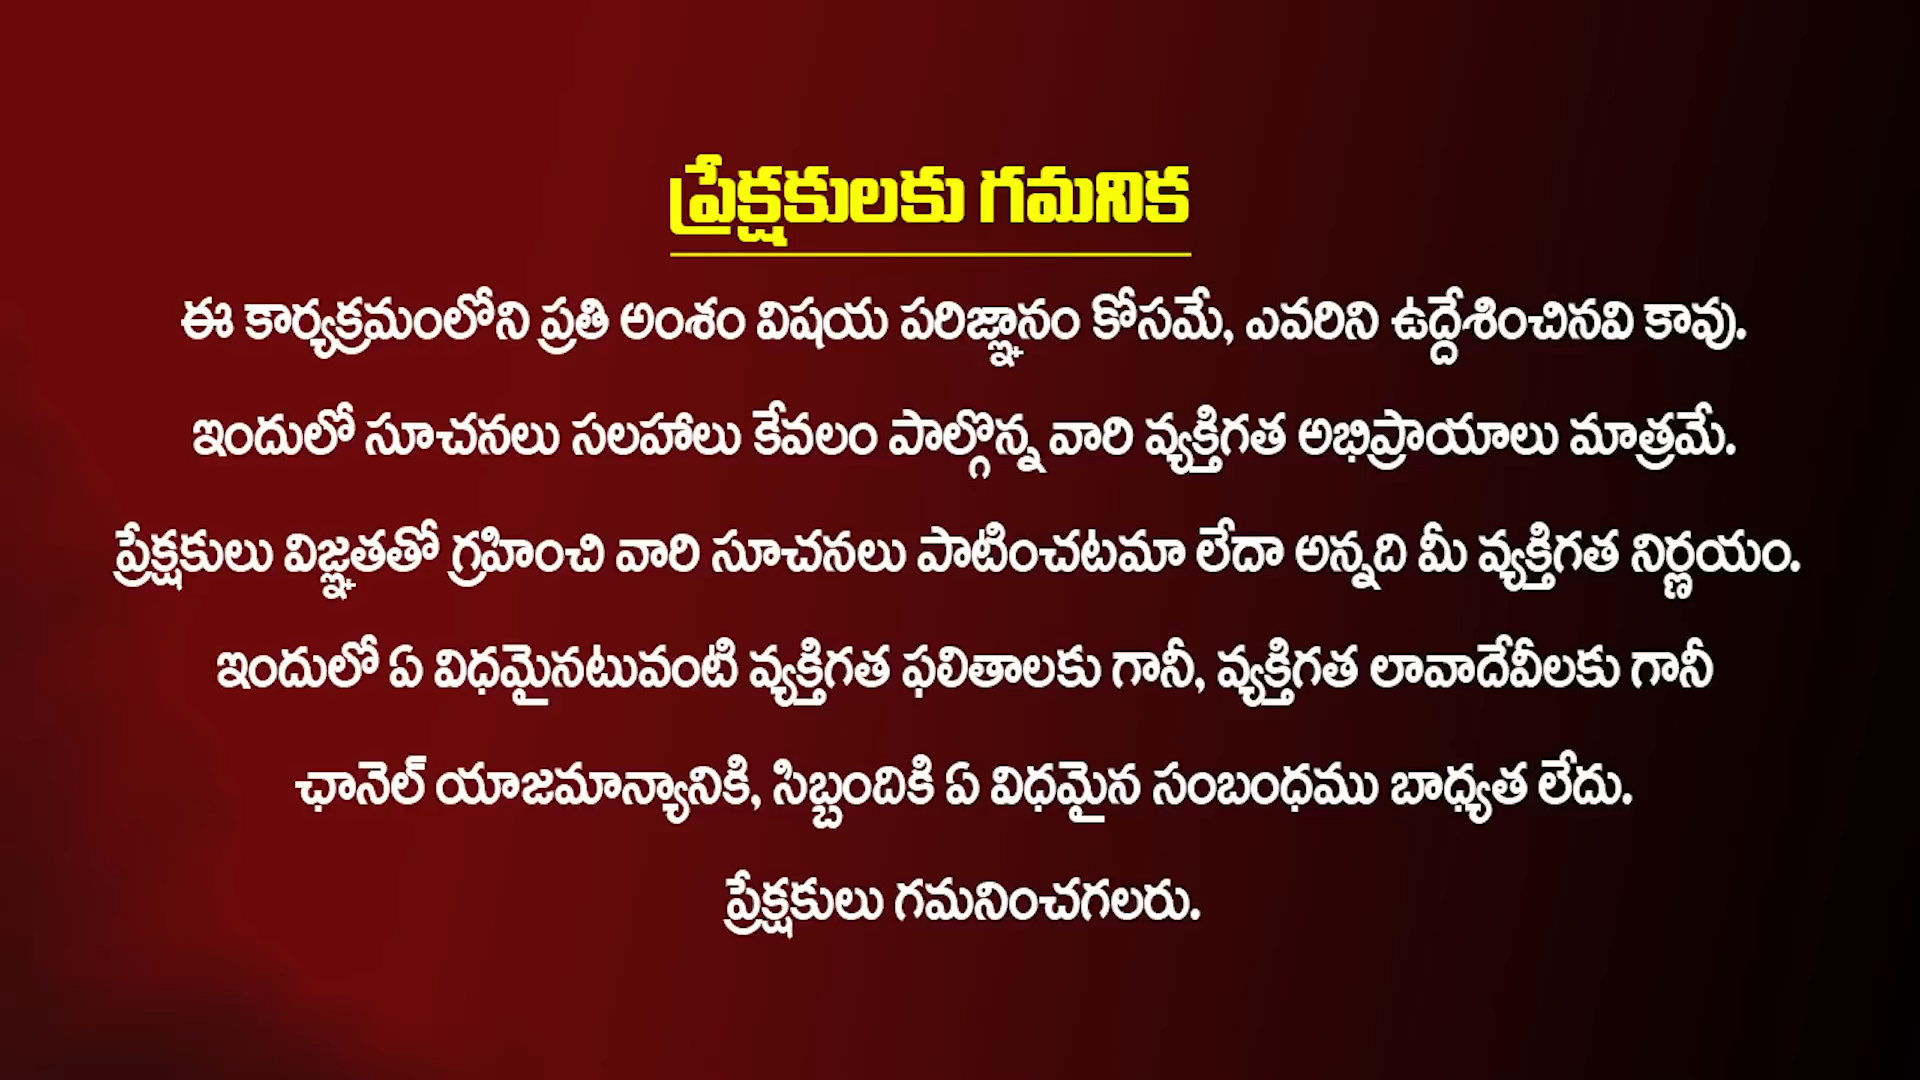 ప్రేక్షకులకు గమనిక
ఈ కార్యక్రమంలోని ప్రతి అంశం విషయ పరిజ్ఞానం కోసమే, ఎవరిని ఉద్దేశించినవి కావు.
ఇందులో సూచనలు సలహాలు కేవలం పాల్గొన్న వారి వ్యక్తిగత అభిప్రాయాలు మాత్రమే.
ప్రేక్షకులు విజ్ఞతతో గ్రహించి వారి సూచనలు పాటించటమా లేదా అన్నది మీ వ్యక్తిగత నిర్ణయం.
ఇందులో ఏ విధమైనటువంటి వ్యక్తిగత ఫలితాలకు గానీ, వ్యక్తిగత లావాదేవీలకు గానీ
ఛానెల్ యాజమాన్యానికి, సిబ్బందికి ఏ విధమైన సంబంధము బాధ్యత లేదు.
ప్రేక్షకులు గమనించగలరు.